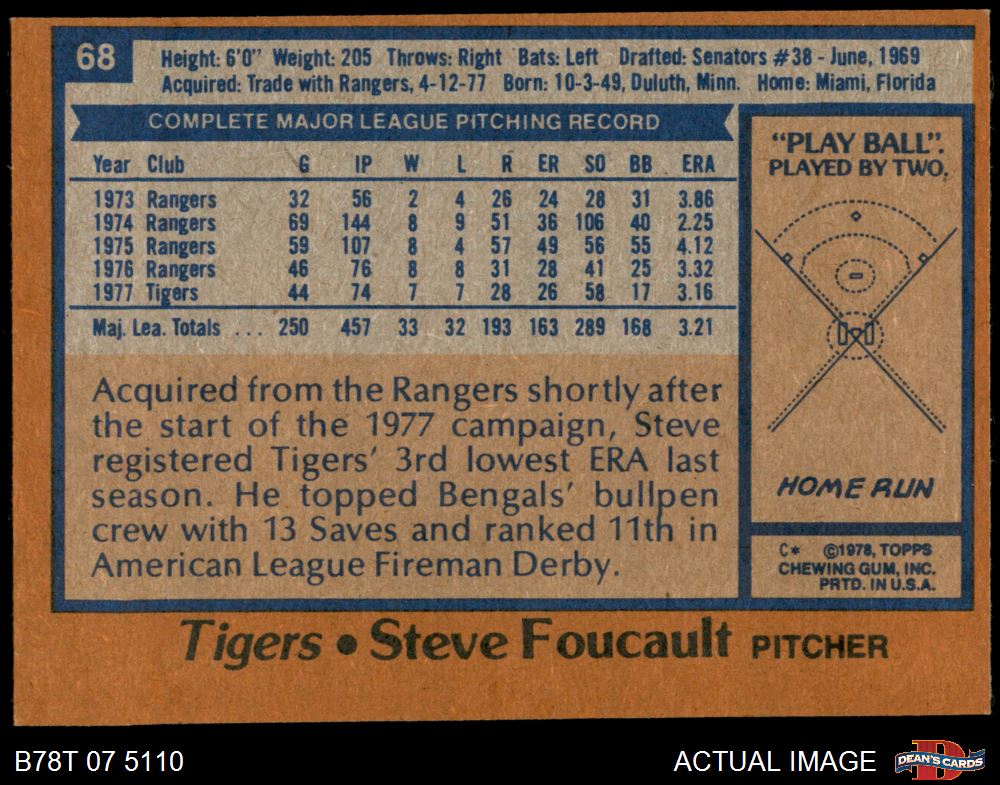 68
Height: 6'0" Weight: 205 Throws: Right Bats: Left Drafted: Senators #38 - June, 1969
Acquired: Trade with Rangers, 4-12-77 Born: 10-3-49, Duluth, Minn. Home: Miami, Florida
COMPLETE MAJOR LEAGUE PITCHING RECORD
Year Club G IP W L R ER SO BB ERA
1973 Rangers 32 56 2 4 26 24 28 31 3.86
1974 Rangers 69 144 8 9 51 36 106 40 2.25
1975 Rangers 59 107 8 4 57 49 56 55 4.12
1976 Rangers 46 76 8 8 31 28 41 25 3.32
1977 Tigers 44 74 7 7 28 26 58 17 3.16
Maj. Lea. Totals ... 250 457 33 32 193 163 289 168 3.21
Acquired from the Rangers shortly after
the start of the 1977 campaign, Steve
registered Tigers' 3rd lowest ERA last
season. He topped Bengals' bullpen
crew with 13 Saves and ranked 11th in
American League Fireman Derby.
"PLAY BALL".
PLAYED BY TWO.
HOME RUN
C* ©1978, TOPPS
CHEWING GUM, INC.
PRTD. IN U.S.A.
Tigers • Steve Foucault PITCHER
B78T 07 5110
ACTUAL IMAGE
D
DEAN'S CARDS